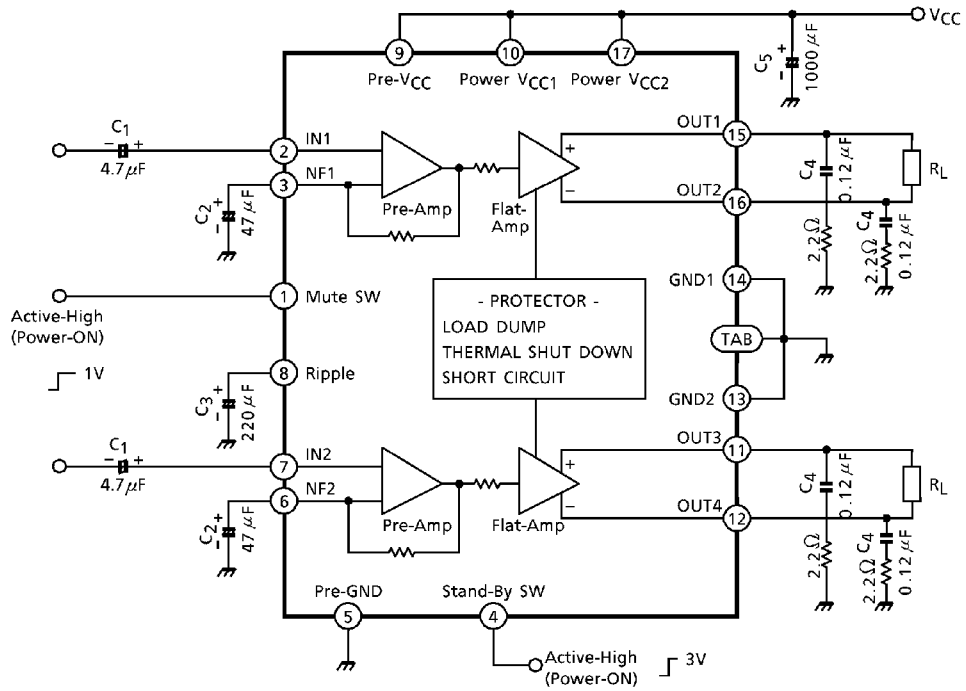 VCC
9
10
17
Pre-VCC
Power VCC1
Power VCC2
C5
+
-
1000μF
C1
- +
4.7μF
2
IN1
3
NF1
C2
+
-
47μF
Pre-Amp
Flat-Amp
+
-
OUT1
15
OUT2
16
C4
0.12μF
2.2Ω
C4
0.12μF
2.2Ω
RL
1
Mute SW
Active-High
(Power-ON)
1V
- PROTECTOR -
LOAD DUMP
THERMAL SHUT DOWN
SHORT CIRCUIT
GND1
14
TAB
GND2
13
8
Ripple
C3
+
-
220μF
C1
- +
4.7μF
7
IN2
6
NF2
C2
+
-
47μF
Pre-Amp
Flat-Amp
+
-
OUT3
11
OUT4
12
C4
0.12μF
2.2Ω
C4
0.12μF
2.2Ω
RL
Pre-GND
5
Stand-By SW
4
Active-High
(Power-ON)
3V